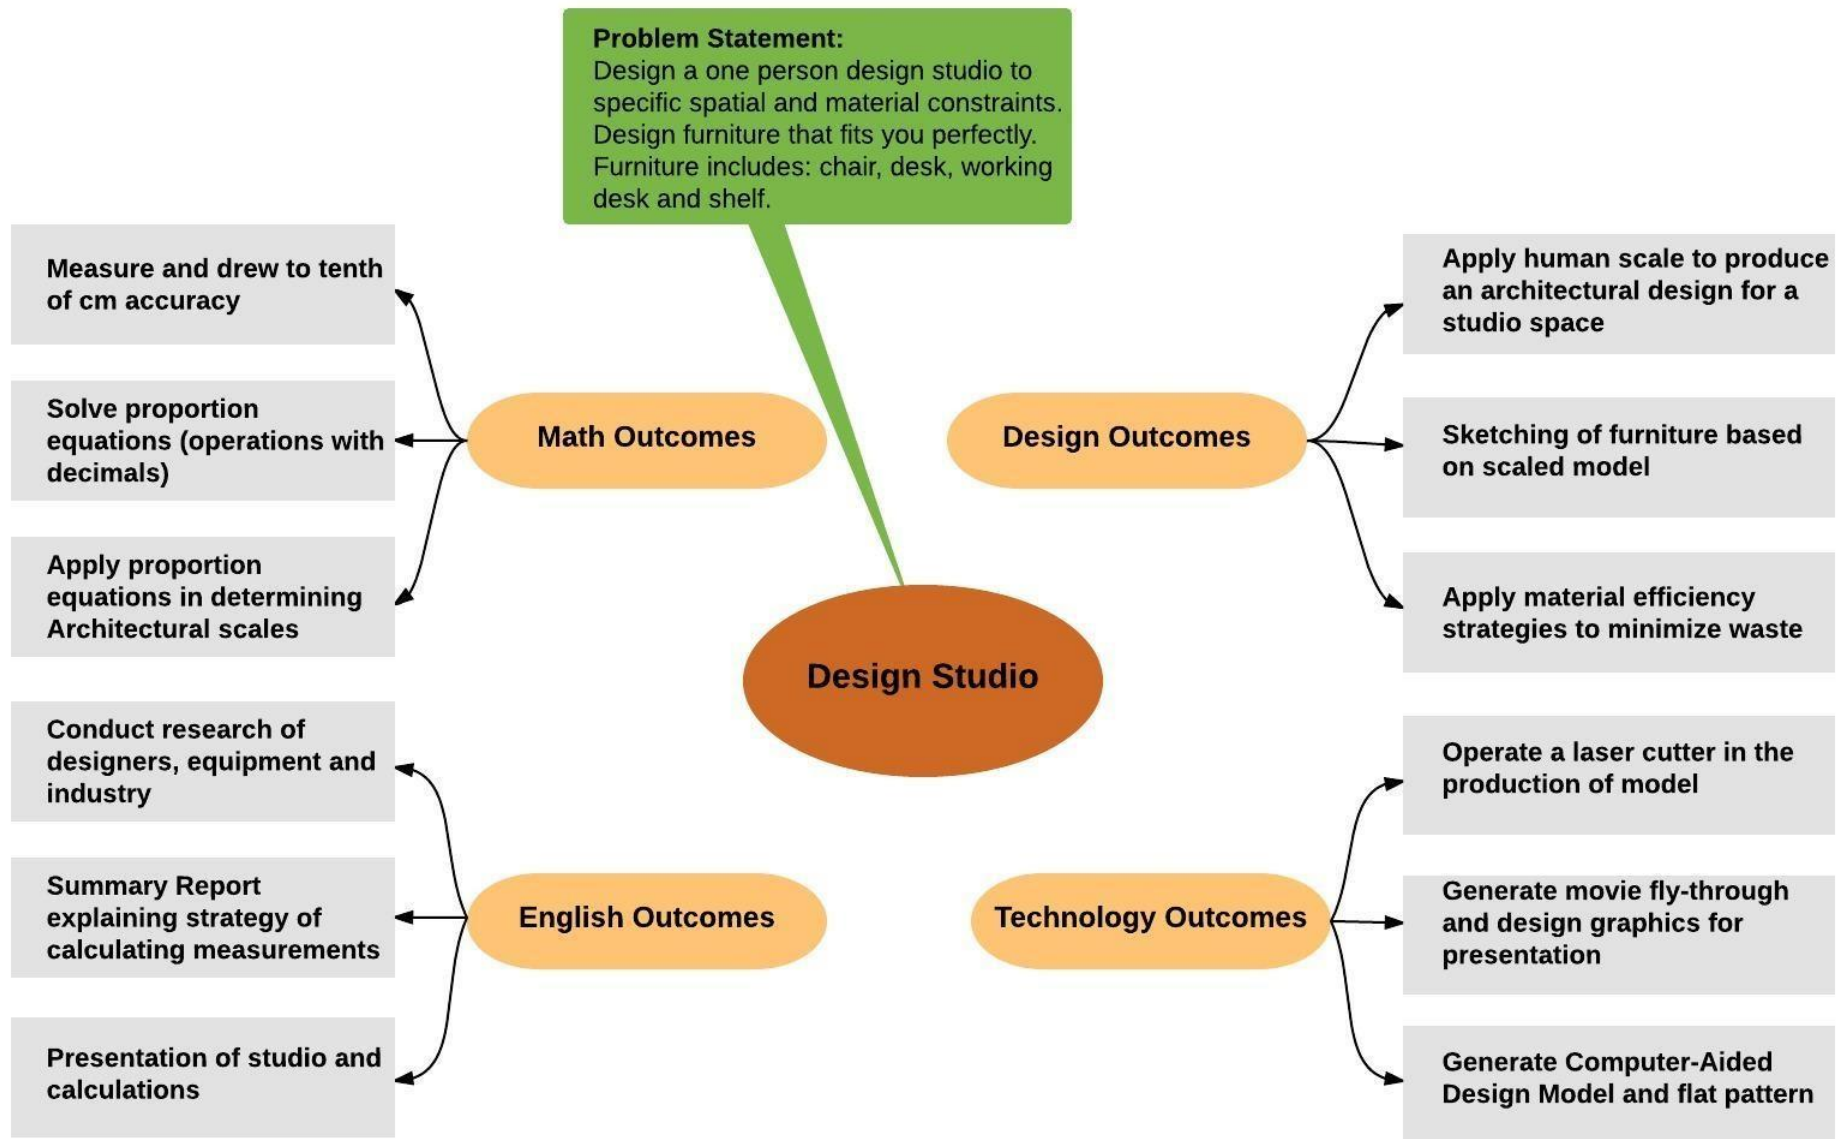 Problem Statement:
Design a one person design studio to
specific spatial and material constraints.
Design furniture that fits you perfectly.
Furniture includes: chair, desk, working
desk and shelf.
Measure and drew to tenth
of cm accuracy
Solve proportion
equations (operations with
decimals)
Apply proportion
equations in determining
Architectural scales
Math Outcomes
Design Outcomes
Apply human scale to produce
an architectural design for a
studio space
Sketching of furniture based
on scaled model
Apply material efficiency
strategies to minimize waste
Design Studio
Conduct research of
designers, equipment and
industry
Summary Report
explaining strategy of
calculating measurements
Presentation of studio and
calculations
English Outcomes
Technology Outcomes
Operate a laser cutter in the
production of model
Generate movie fly-through
and design graphics for
presentation
Generate Computer-Aided
Design Model and flat pattern